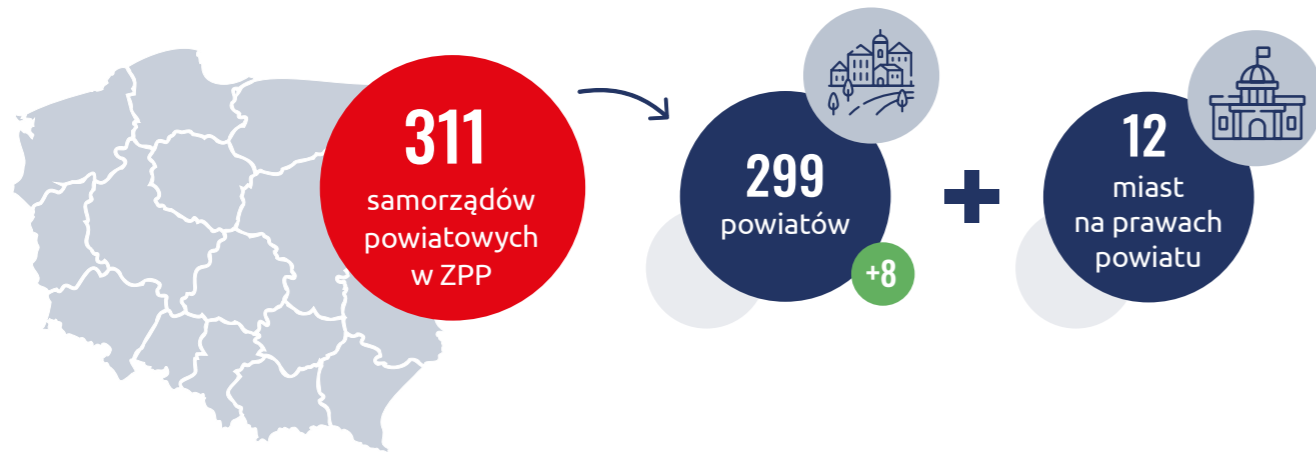 311
samorządów
powiatowych
w ZPP
299
powiatów
+8
+
12
miast
na prawach
powiatu